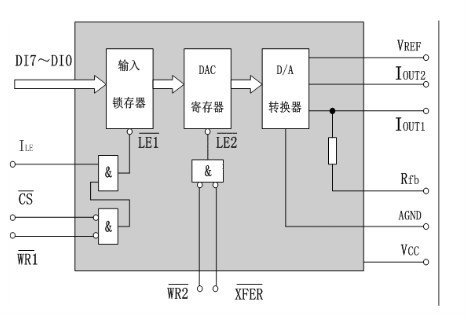 DI7～DI0
输入
锁存器
DAC
寄存器
D/A
转换器
VREF
IOUT2
IOUT1
LE1
LE2
ILE
&
&
&
CS
WR1
Rfb
AGND
VCC
WR2
XFER